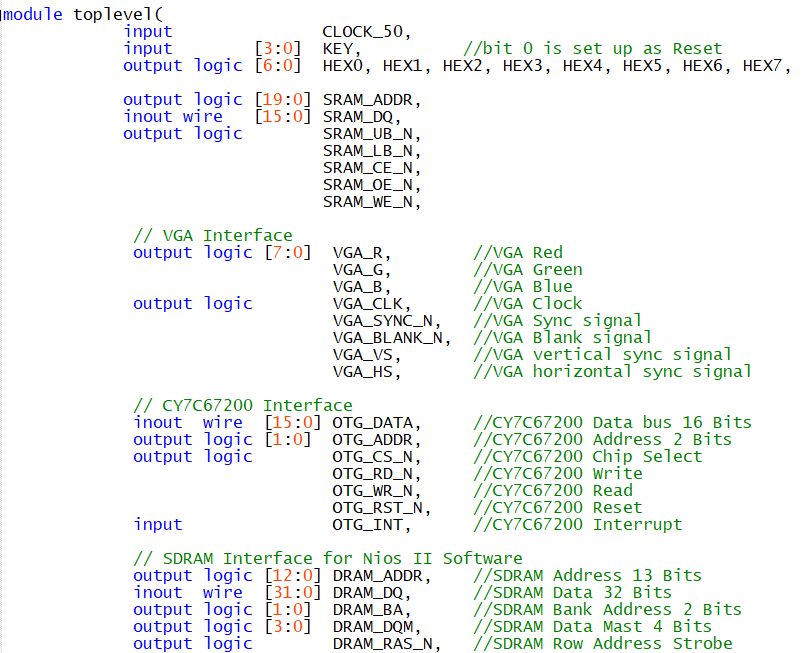 module toplevel(
input CLOCK_50,
input [3:0] KEY, //bit 0 is set up as Reset
output logic [6:0] HEX0, HEX1, HEX2, HEX3, HEX4, HEX5, HEX6, HEX7,
output logic [19:0] SRAM_ADDR,
inout wire [15:0] SRAM_DQ,
output logic SRAM_UB_N,
SRAM_LB_N,
SRAM_CE_N,
SRAM_OE_N,
SRAM_WE_N,
// VGA Interface
output logic [7:0] VGA_R, //VGA Red
VGA_G, //VGA Green
VGA_B, //VGA Blue
output logic VGA_CLK, //VGA Clock
VGA_SYNC_N, //VGA Sync signal
VGA_BLANK_N, //VGA Blank signal
VGA_VS, //VGA vertical sync signal
VGA_HS, //VGA horizontal sync signal
// CY7C67200 Interface
inout wire [15:0] OTG_DATA, //CY7C67200 Data bus 16 Bits
output logic [1:0] OTG_ADDR, //CY7C67200 Address 2 Bits
output logic OTG_CS_N, //CY7C67200 Chip Select
OTG_RD_N, //CY7C67200 Write
OTG_WR_N, //CY7C67200 Read
OTG_RST_N, //CY7C67200 Reset
input OTG_INT, //CY7C67200 Interrupt
// SDRAM Interface for Nios II Software
output logic [12:0] DRAM_ADDR, //SDRAM Address 13 Bits
inout wire [31:0] DRAM_DQ, //SDRAM Data 32 Bits
output logic [1:0] DRAM_BA, //SDRAM Bank Address 2 Bits
output logic [3:0] DRAM_DQM, //SDRAM Data Mast 4 Bits
output logic DRAM_RAS_N, //SDRAM Row Address Strobe